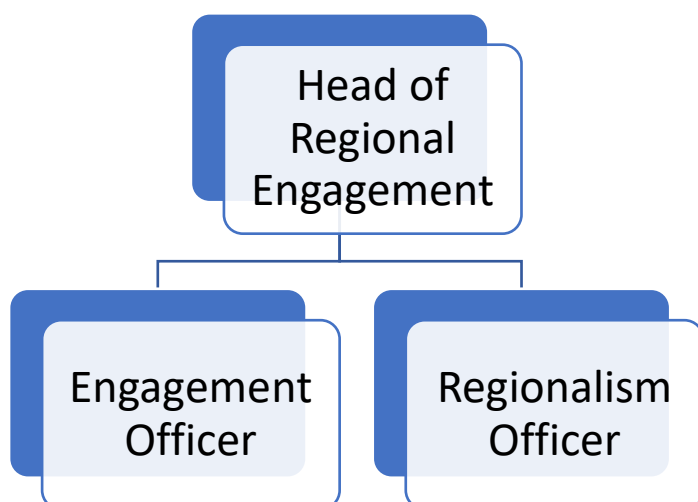 Head of
Regional
Engagement
Engagement
Officer
Regionalism
Officer